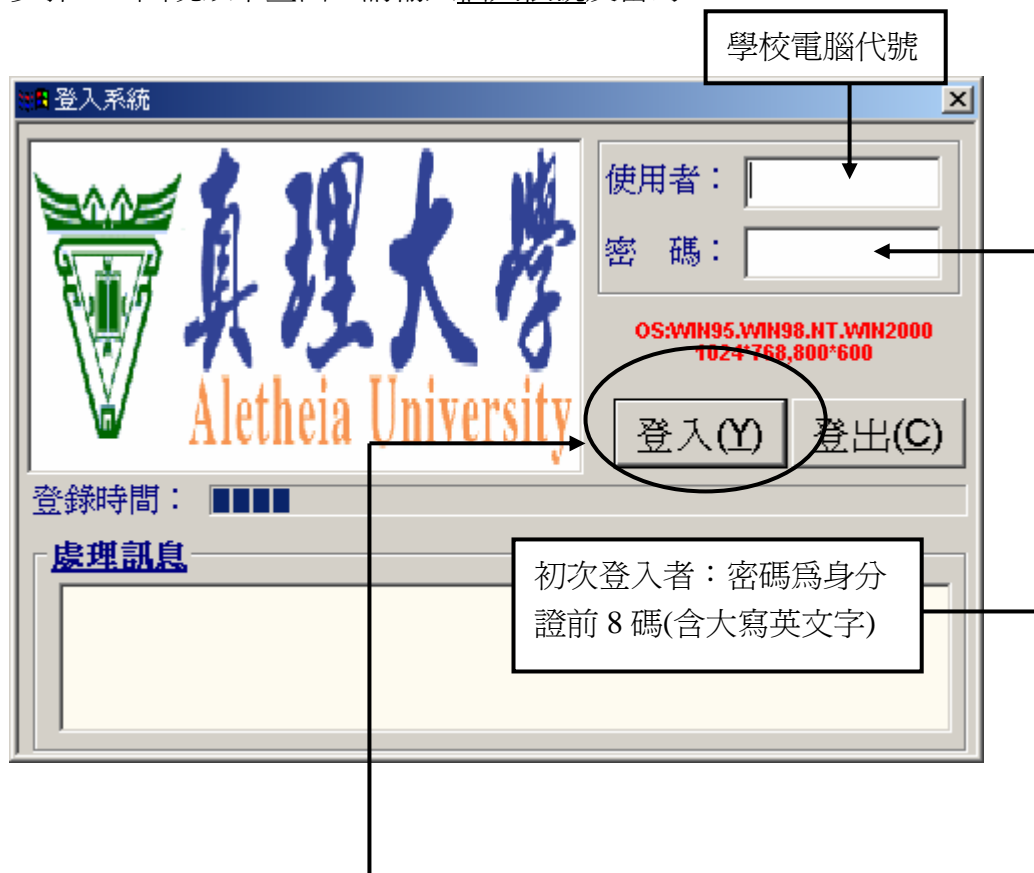 學校電腦代號
登入系統
真理大學
Aletheia University
使用者：
密 碼：
OS:WIN95.WIN98.NT.WIN2000
1024*768,800*600
登入(Y) 登出(C)
登錄時間：
處理訊息
初次登入者：密碼為身分
證前 8 碼(含大寫英文字)